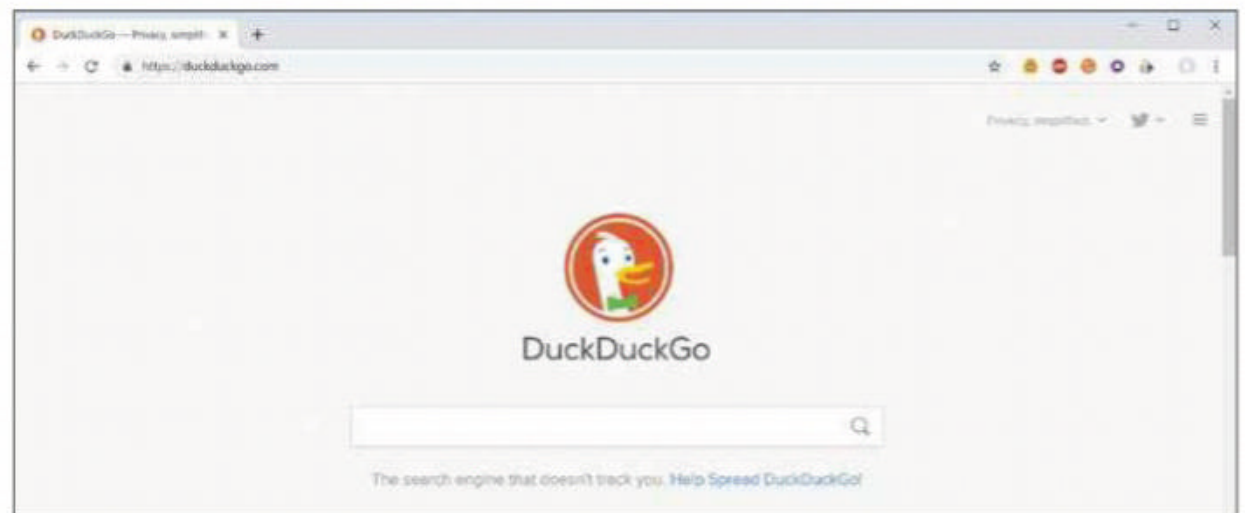 DuckDuckGo — Privacy, simplifi
https://duckduckgo.com
Privacy, simplified.
DuckDuckGo
The search engine that doesn't track you. Help Spread DuckDuckGo!